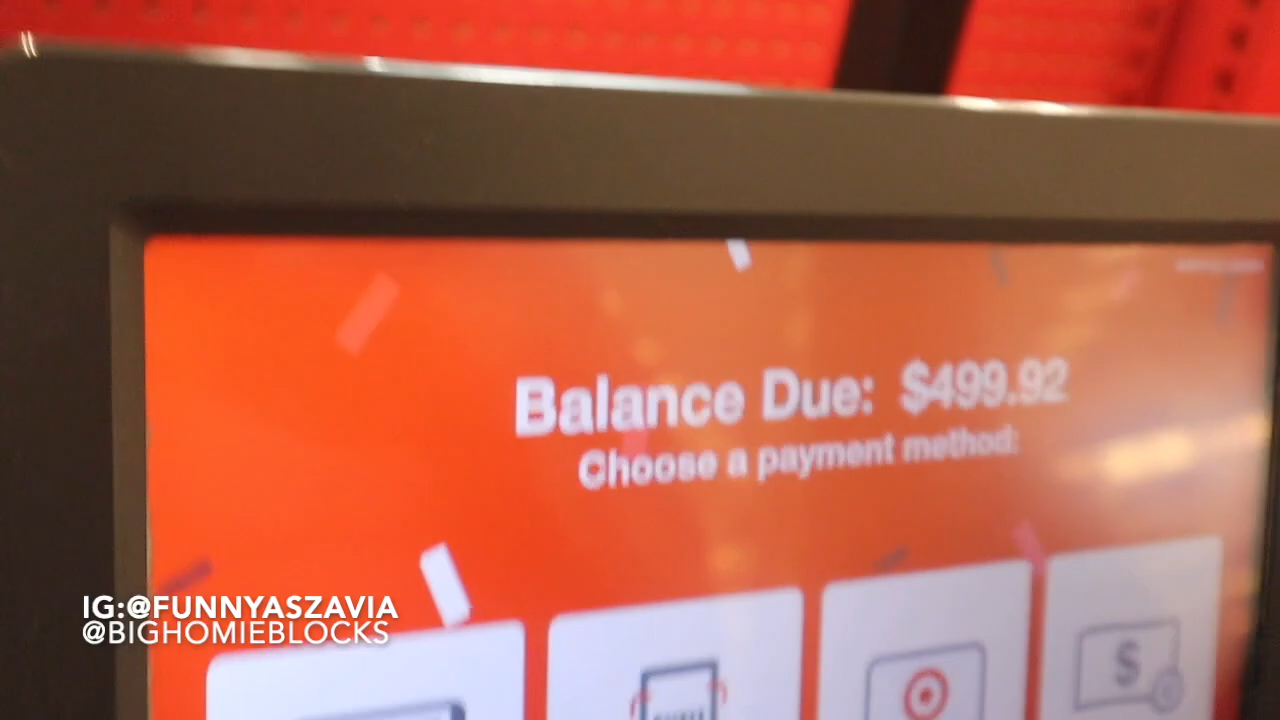 Balance Due: $499.92
Choose a payment method:
$
IG:@FUNNYASZAVIA
@BIGHOMIEBLOCKS